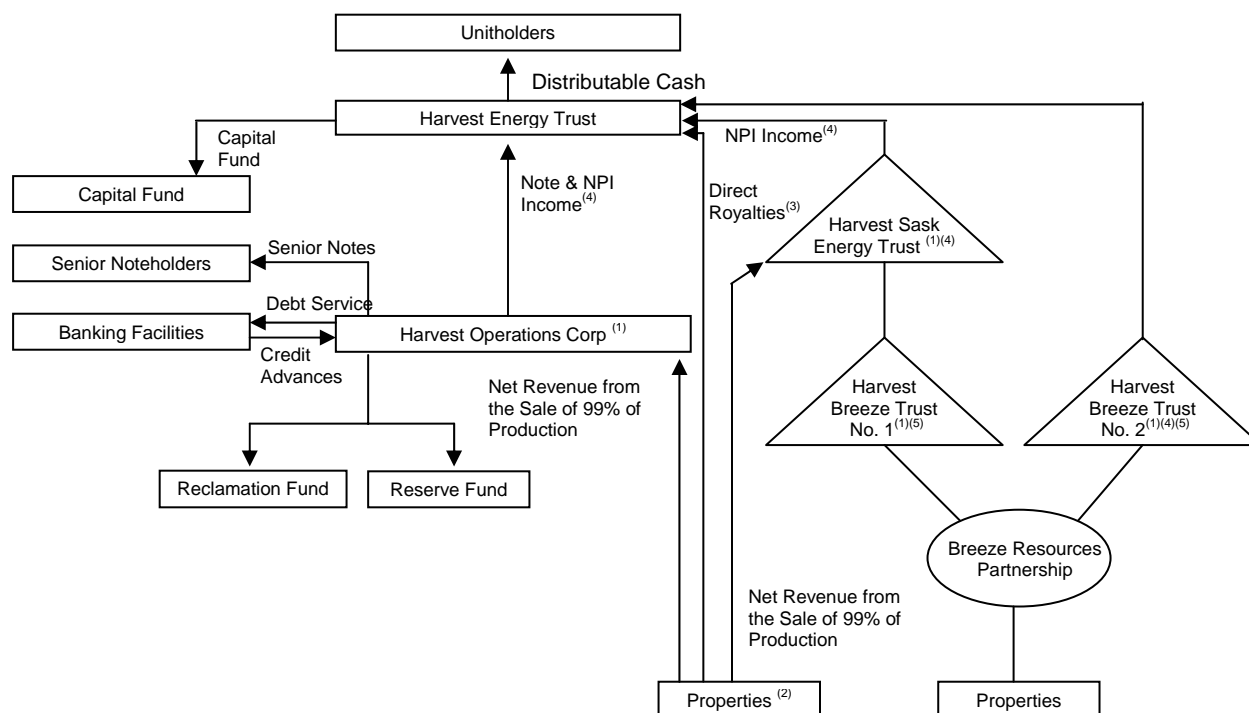 Unitholders
Distributable Cash
Harvest Energy Trust
NPI Income(4)
Capital
Fund
Capital Fund
Note & NPI
Income(4)
Direct
Royalties(3)
Harvest Sask
Energy Trust (1)(4)
Senior Notes
Senior Noteholders
Debt Service
Banking Facilities
Harvest Operations Corp (1)
Credit
Advances
Net Revenue from
the Sale of 99% of
Production
Harvest
Breeze Trust
No. 1(1)(5)
Harvest
Breeze Trust
No. 2(1)(4)(5)
Reclamation Fund
Reserve Fund
Breeze Resources
Partnership
Net Revenue from
the Sale of 99% of
Production
Properties (2)
Properties